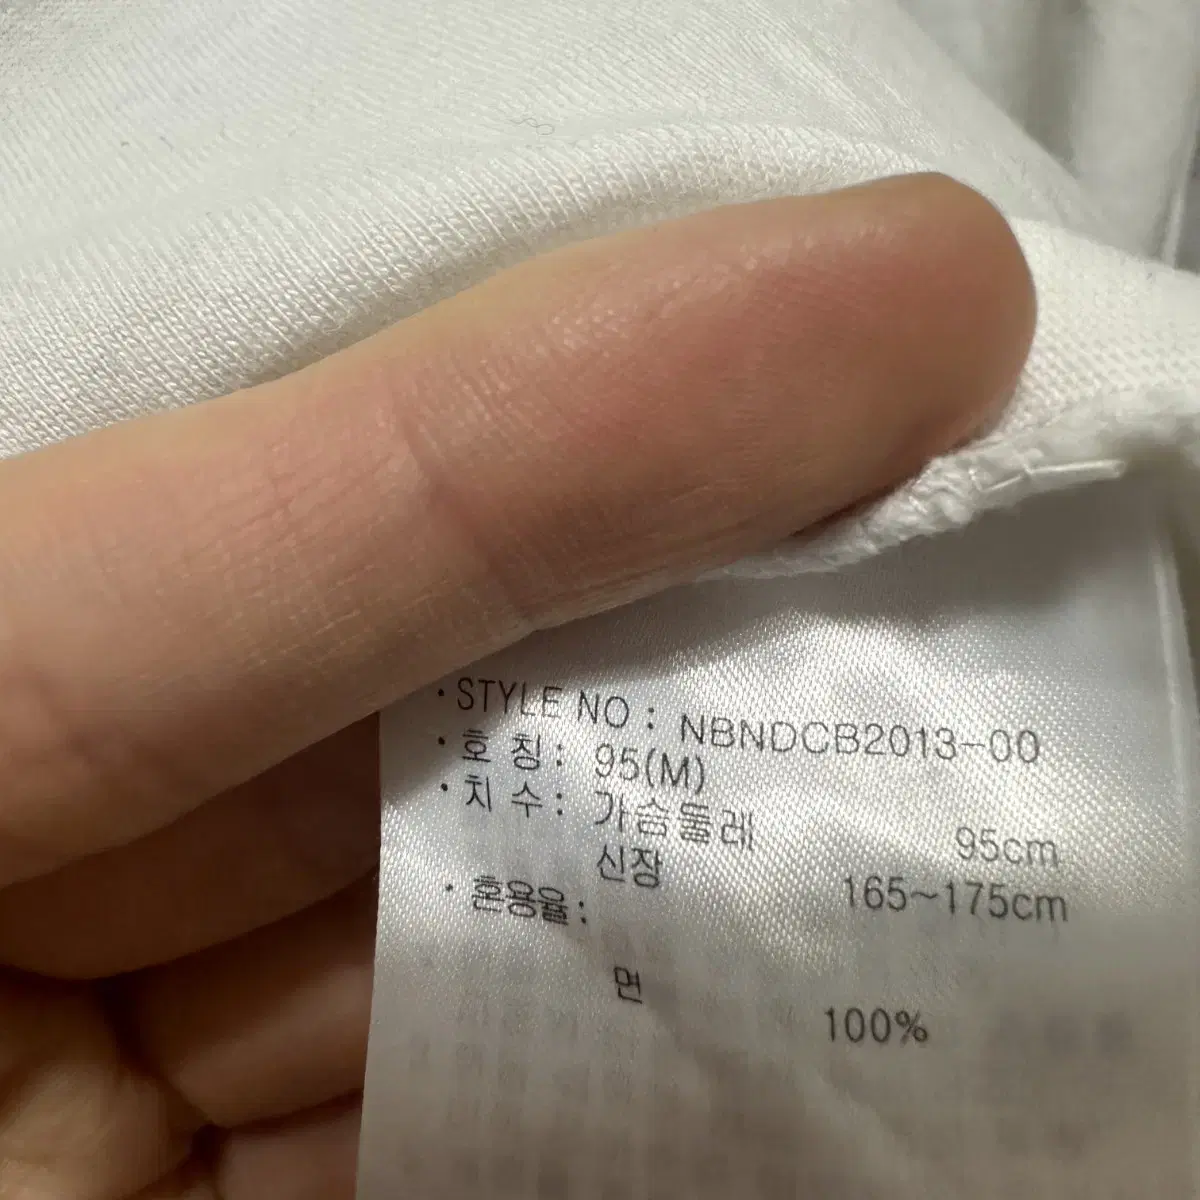 · STYLE NO : NBNDCB2013-00
· 호 칭 : 95(M)
· 치 수 : 가슴둘레 95cm
신장 165~175cm
· 혼용율 :
면 100%